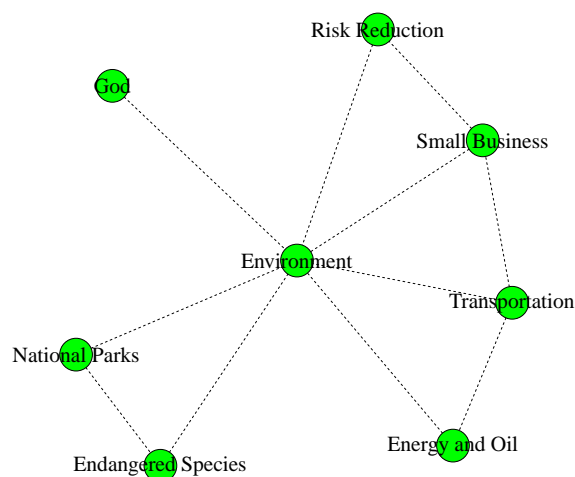 Risk Reduction
God
Small Business
Environment
Transportation
National Parks
Energy and Oil
Endangered Species